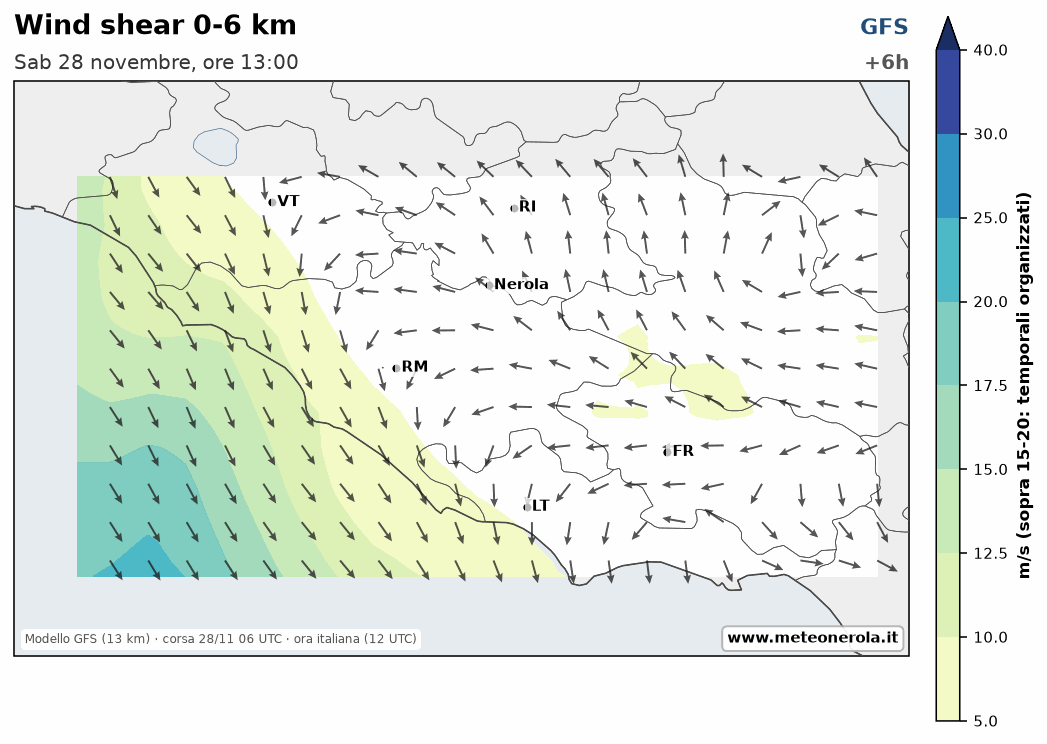 Wind shear 0-6 km
GFS
Sab 28 novembre, ore 13:00
+6h
VT
RI
Nerola
RM
FR
LT
Modello GFS (13 km) · corsa 28/11 06 UTC · ora italiana (12 UTC)
www.meteonerola.it
40.0
30.0
25.0
20.0
17.5
15.0
12.5
10.0
5.0
m/s (sopra 15-20: temporali organizzati)